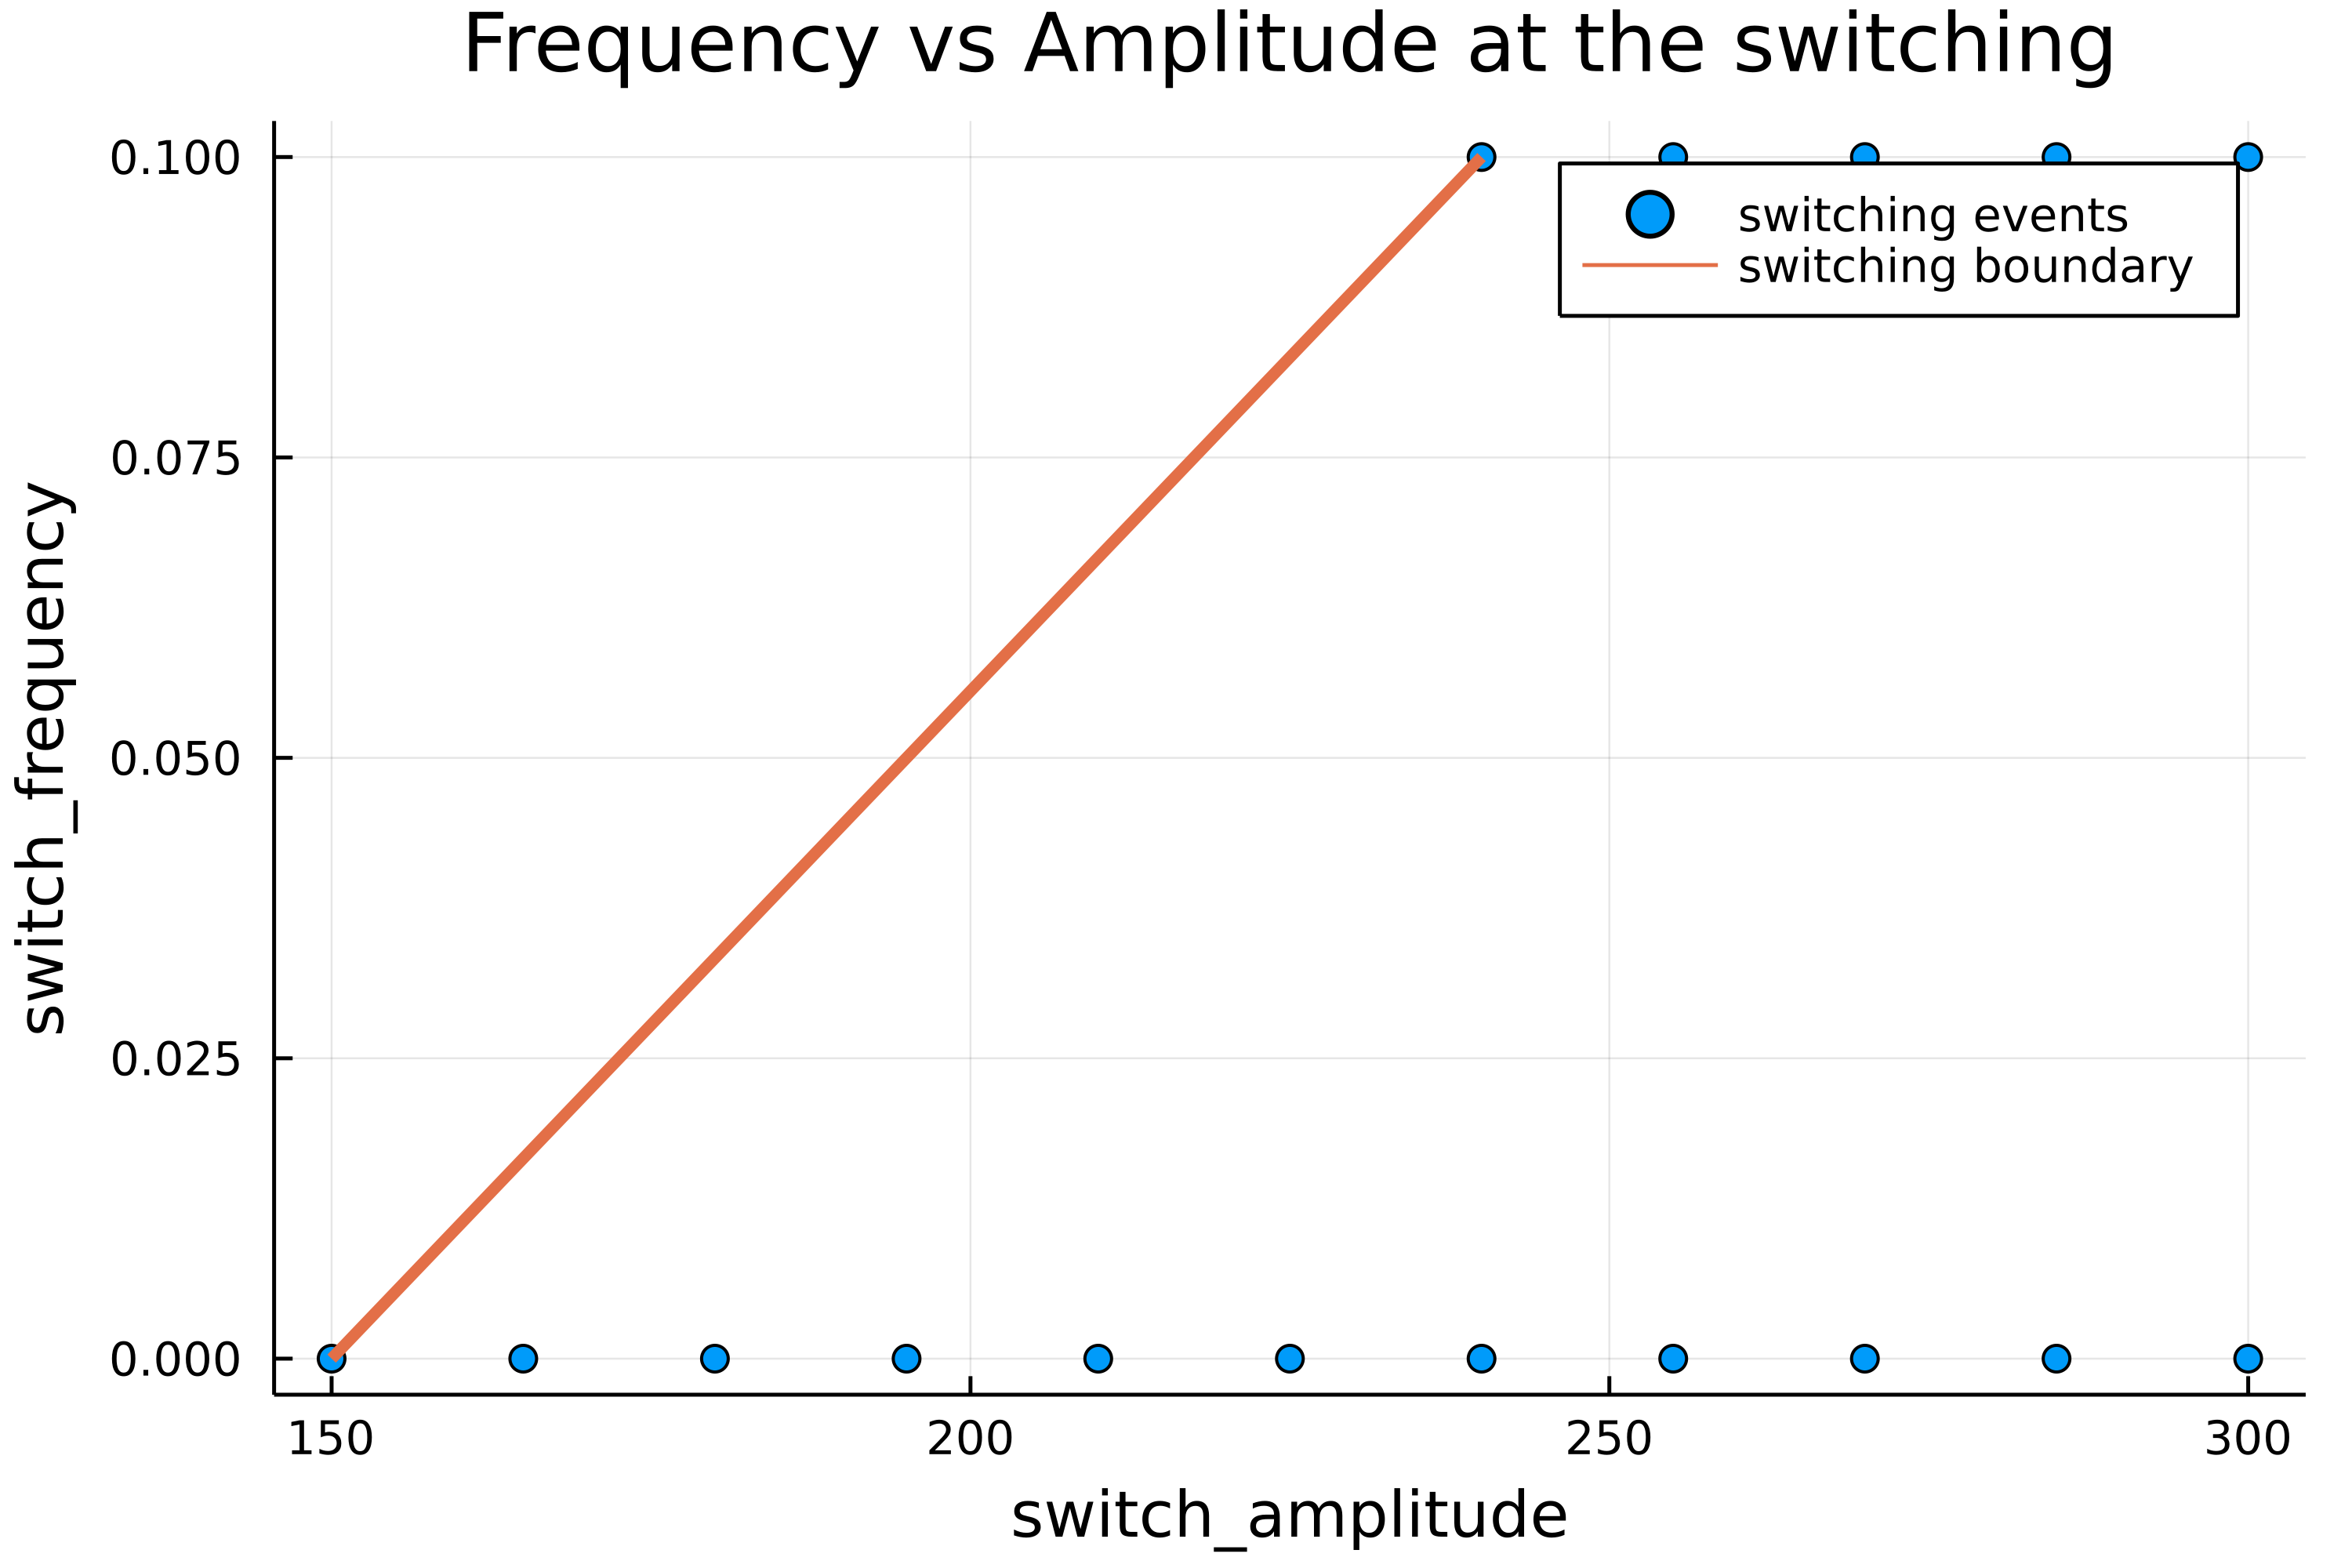 Frequency vs Amplitude at the switching
switching events
switching boundary
0.100
0.075
0.050
0.025
0.000
switch_frequency
150 200 250 300
switch_amplitude